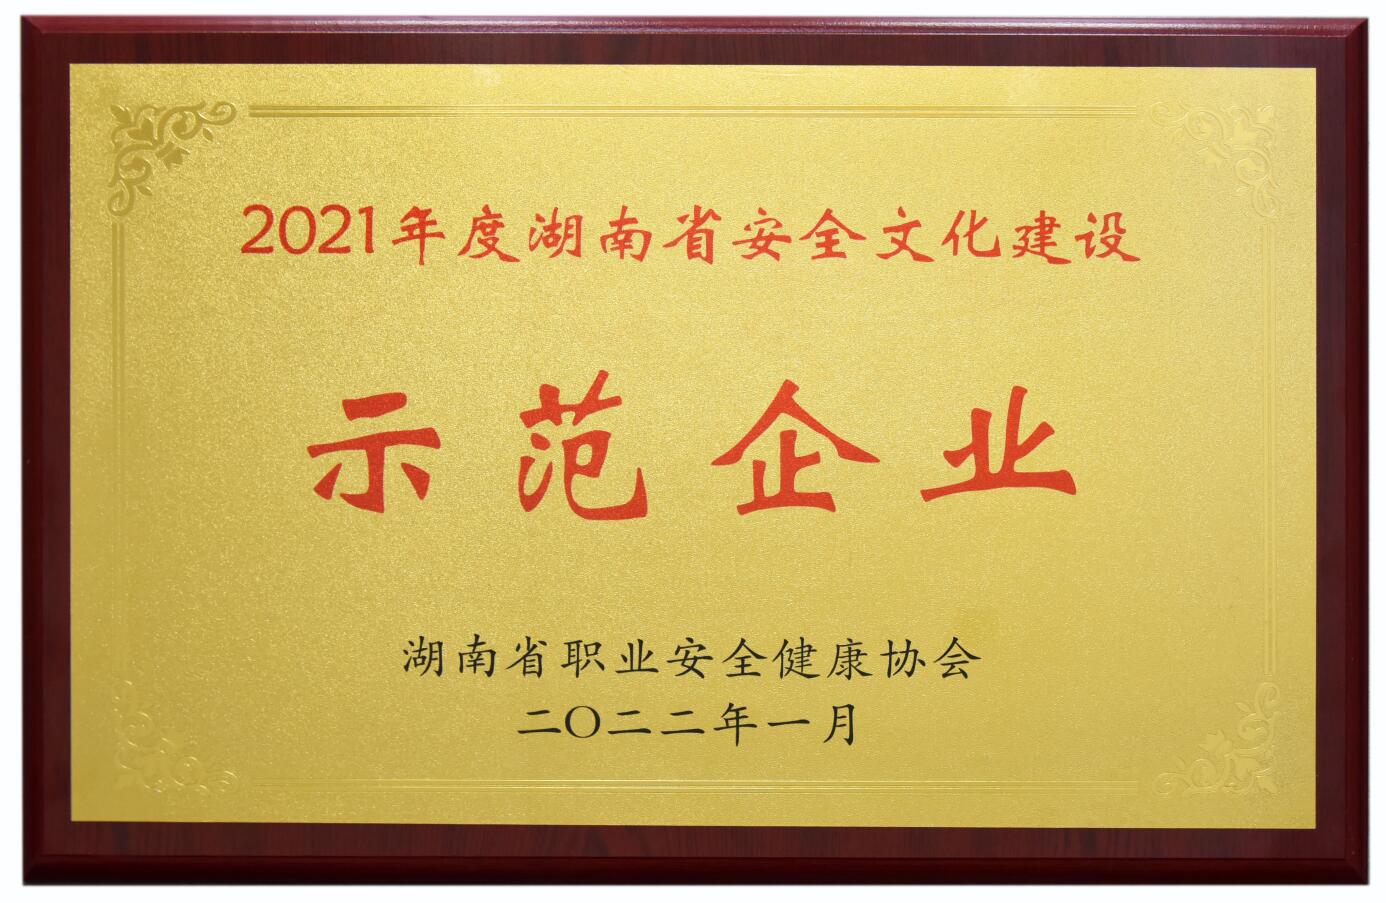 2021年度湖南省安全文化建设
示范企业
湖南省职业安全健康协会
二〇二二年一月